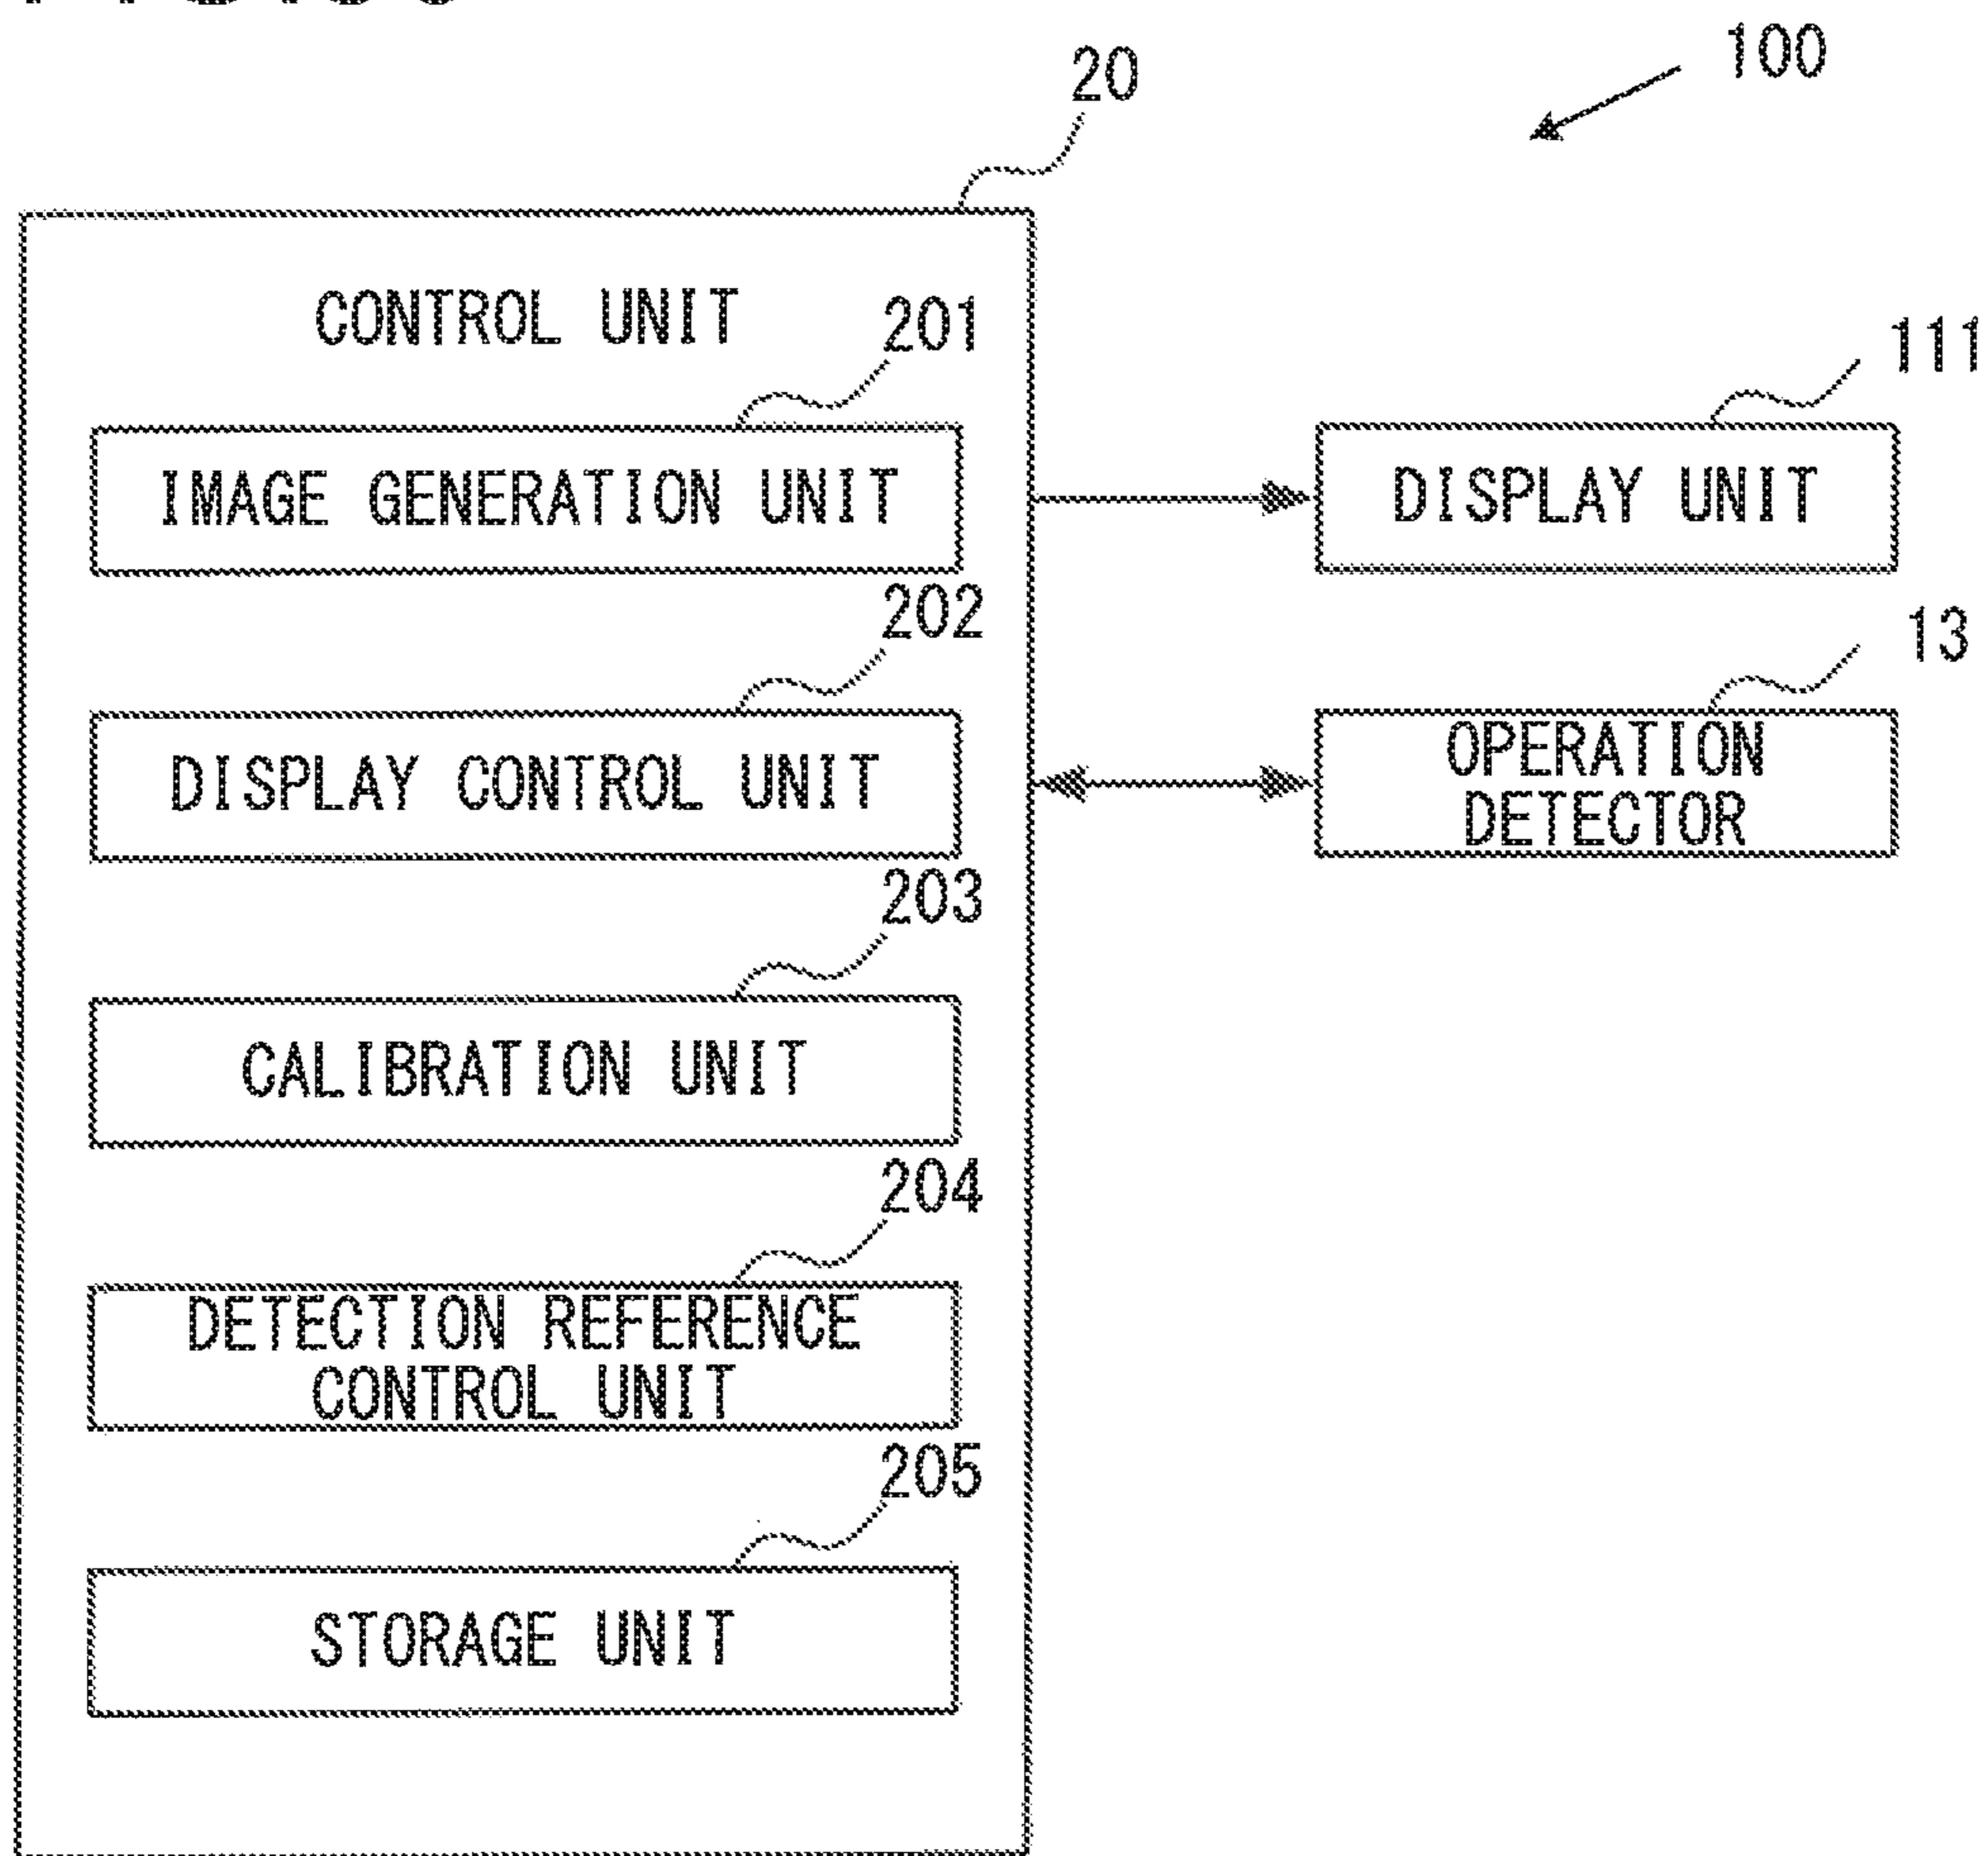 100
20
CONTROL UNIT
201
IMAGE GENERATION UNIT
111
DISPLAY UNIT
202
DISPLAY CONTROL UNIT
13
OPERATION
DETECTOR
203
CALIBRATION UNIT
204
DETECTION REFERENCE
CONTROL UNIT
205
STORAGE UNIT